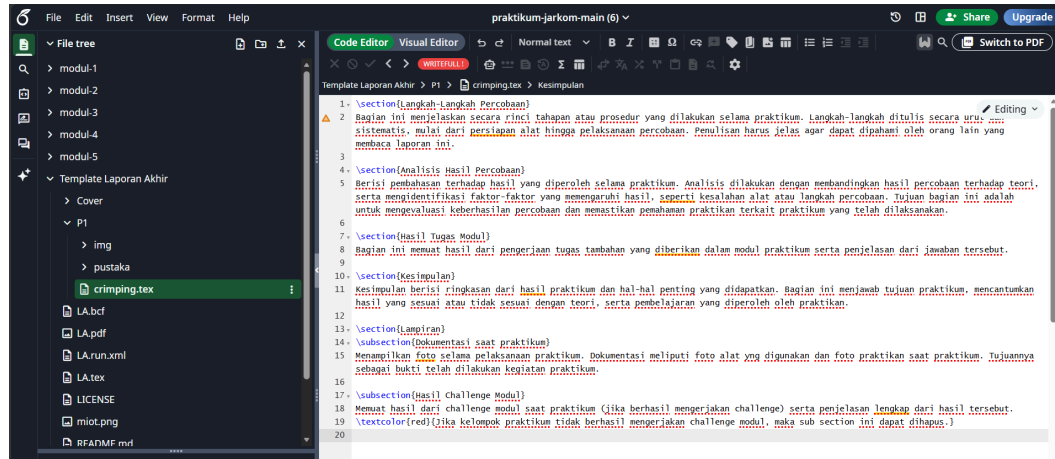 File Edit Insert View Format Help
praktikum-jarkom-main (6)
Share
Upgrade
File tree
modul-1
modul-2
modul-3
modul-4
modul-5
Template Laporan Akhir
Cover
P1
img
pustaka
crimping.tex
LA.bcf
LA.pdf
LA.run.xml
LA.tex
LICENSE
miot.png
README.md
Code Editor Visual Editor
Normal text
B I Ω
Switch to PDF
WRITEFULL!
Σ
Template Laporan Akhir > P1 > crimping.tex > Kesimpulan
Editing
1 \section{Langkah-Langkah Percobaan}
2 Bagian ini menjelaskan secara rinci tahapan atau prosedur yang dilakukan selama praktikum. Langkah-langkah ditulis secara
sistematis, mulai dari persiapan alat hingga pelaksanaan percobaan. Penulisan harus jelas agar dapat dipahami oleh orang lain yang
membaca laporan ini.
3
4 \section{Analisis Hasil Percobaan}
5 Berisi pembahasan terhadap hasil yang diperoleh selama praktikum. Analisis dilakukan dengan membandingkan hasil percobaan terhadap teori,
serta mengidentifikasi faktor-faktor yang memengaruhi hasil, seperti kesalahan alat atau langkah percobaan. Tujuan bagian ini adalah
untuk mengevaluasi keberhasilan percobaan dan memastikan pemahaman praktikan terkait praktikum yang telah dilaksanakan.
6
7 \section{Hasil Tugas Modul}
8 Bagian ini memuat hasil dari pengerjaan tugas tambahan yang diberikan dalam modul praktikum serta penjelasan dari jawaban tersebut.
9
10 \section{Kesimpulan}
11 Kesimpulan berisi ringkasan dari hasil praktikum dan hal-hal penting yang didapatkan. Bagian ini menjawab tujuan praktikum, mencantumkan
hasil yang sesuai atau tidak sesuai dengan teori, serta pembelajaran yang diperoleh oleh praktikan.
12
13 \section{Lampiran}
14 \subsection{Dokumentasi saat praktikum}
15 Menampilkan foto selama pelaksanaan praktikum. Dokumentasi meliputi foto alat yng digunakan dan foto praktikan saat praktikum. Tujuannya
sebagai bukti telah dilakukan kegiatan praktikum.
16
17 \subsection{Hasil Challenge Modul}
18 Memuat hasil dari challenge modul saat praktikum (jika berhasil mengerjakan challenge) serta penjelasan lengkap dari hasil tersebut.
19 \textcolor{red}{Jika kelompok praktikum tidak berhasil mengerjakan challenge modul, maka sub section ini dapat dihapus.}
20